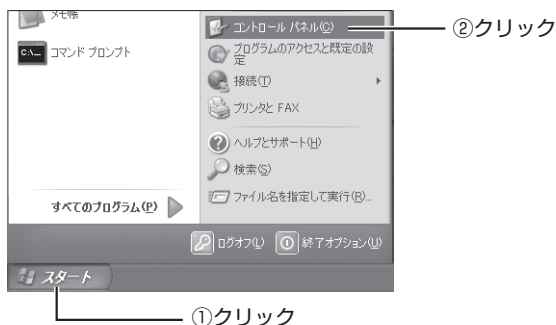 メモ帳
コマンド プロンプト
すべてのプログラム(P)
コントロール パネル(C)
プログラムのアクセスと既定の設
定
接続(T)
プリンタと FAX
ヘルプとサポート(H)
検索(S)
ファイル名を指定して実行(R)...
ログオフ(L)
終了オプション(U)
スタート
②クリック
①クリック